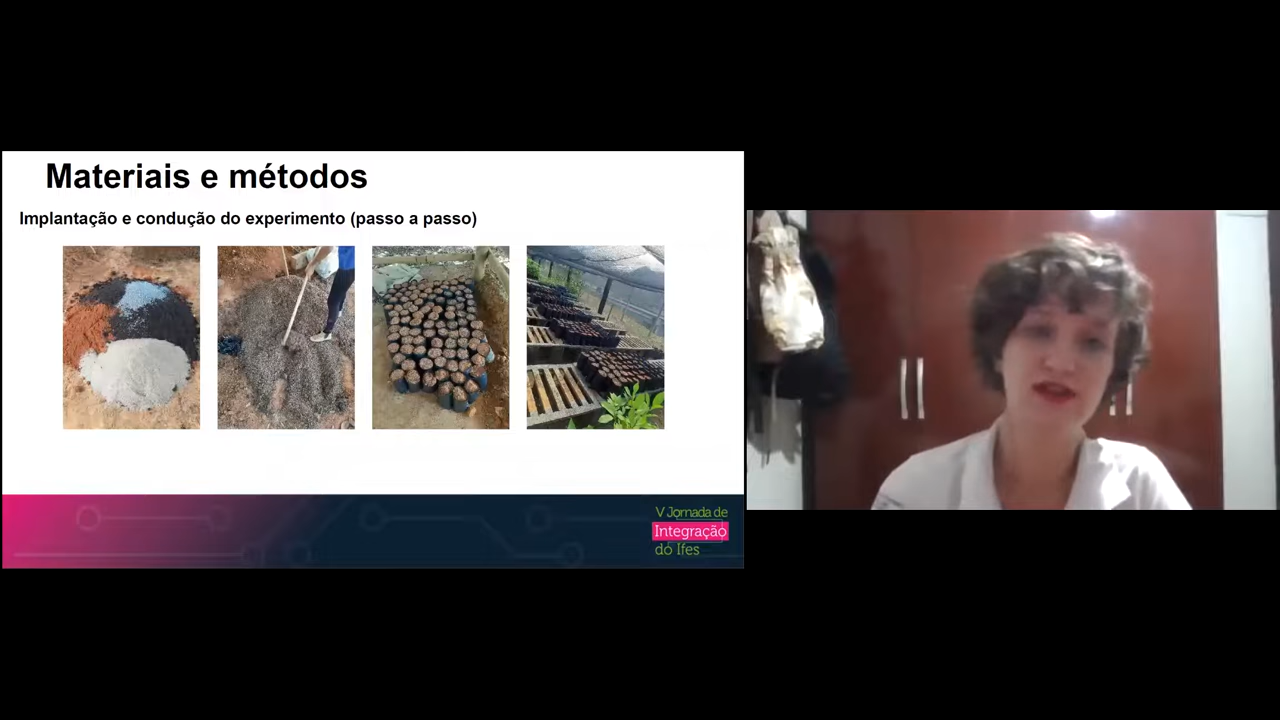 Materiais e métodos
Implantação e condução do experimento (passo a passo)
V Jornada de
Integração
do Ifes